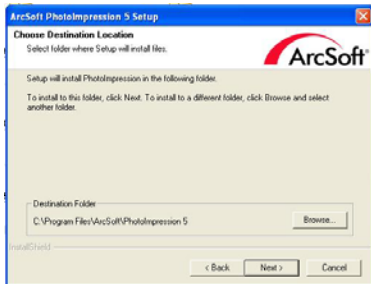 ArcSoft PhotoImpression 5 Setup
Choose Destination Location
Select folder where Setup will install files.
ArcSoft
Setup will install PhotoImpression in the following folder.
To install to this folder, click Next. To install to a different folder, click Browse and select
another folder.
Destination Folder
C:\Program Files\ArcSoft\PhotoImpression 5
Browse...
InstallShield
< Back
Next >
Cancel